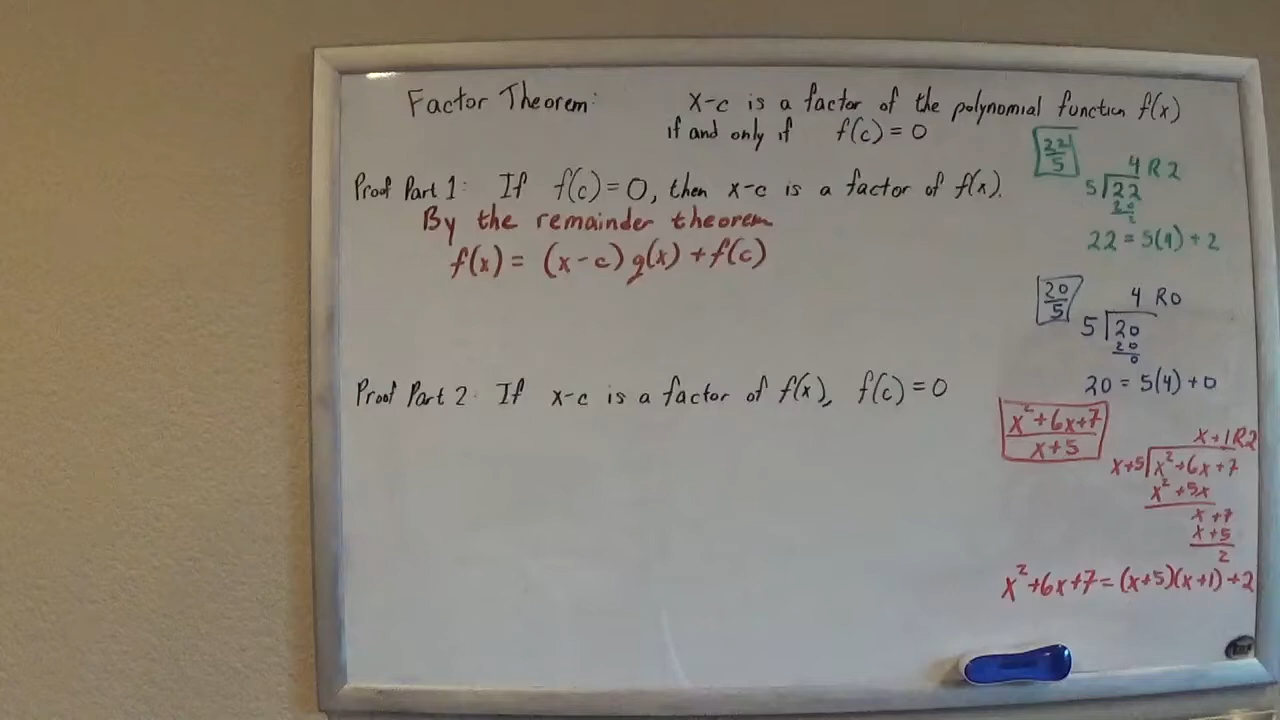 Factor Theorem:
x-c is a factor of the polynomial function f(x)
if and only if f(c) = 0
Proof Part 1: If f(c) = 0, then x-c is a factor of f(x).
By the remainder theorem
f(x) = (x-c) g(x) + f(c)
Proof Part 2: If x-c is a factor of f(x), f(c) = 0
22/5
4 R 2
5 22
20
2
22 = 5(4) + 2
20/5
4 R0
5 20
20
0
20 = 5(4) + 0
x²+6x+7
x+5
x+1 R2
x+5 x²+6x+7
x²+5x
x+7
x+5
2
x²+6x+7 = (x+5)(x+1) + 2